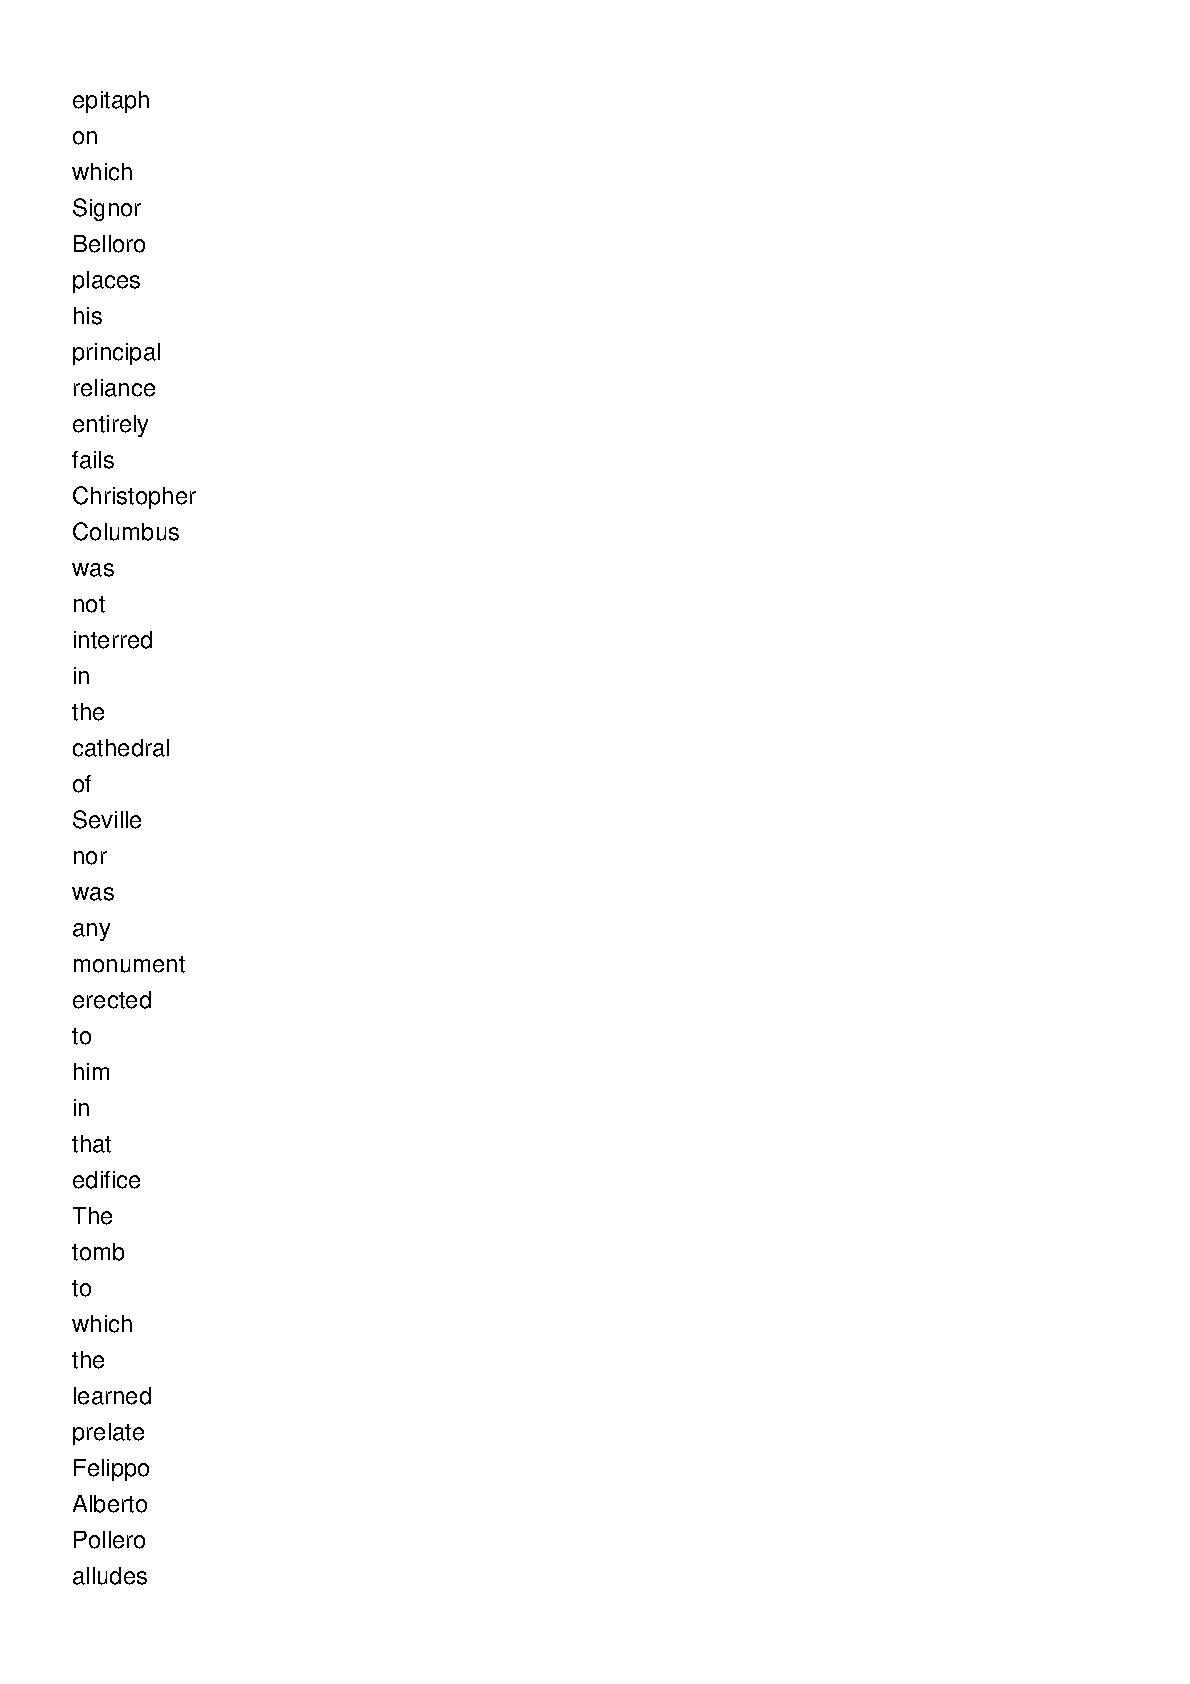 epitaph
on
which
Signor
Belloro
places
his
principal
reliance
entirely
fails
Christopher
Columbus
was
not
interred
in
the
cathedral
of
Seville
nor
was
any
monument
erected
to
him
in
that
edifice
The
tomb
to
which
the
learned
prelate
Felippo
Alberto
Pollero
alludes